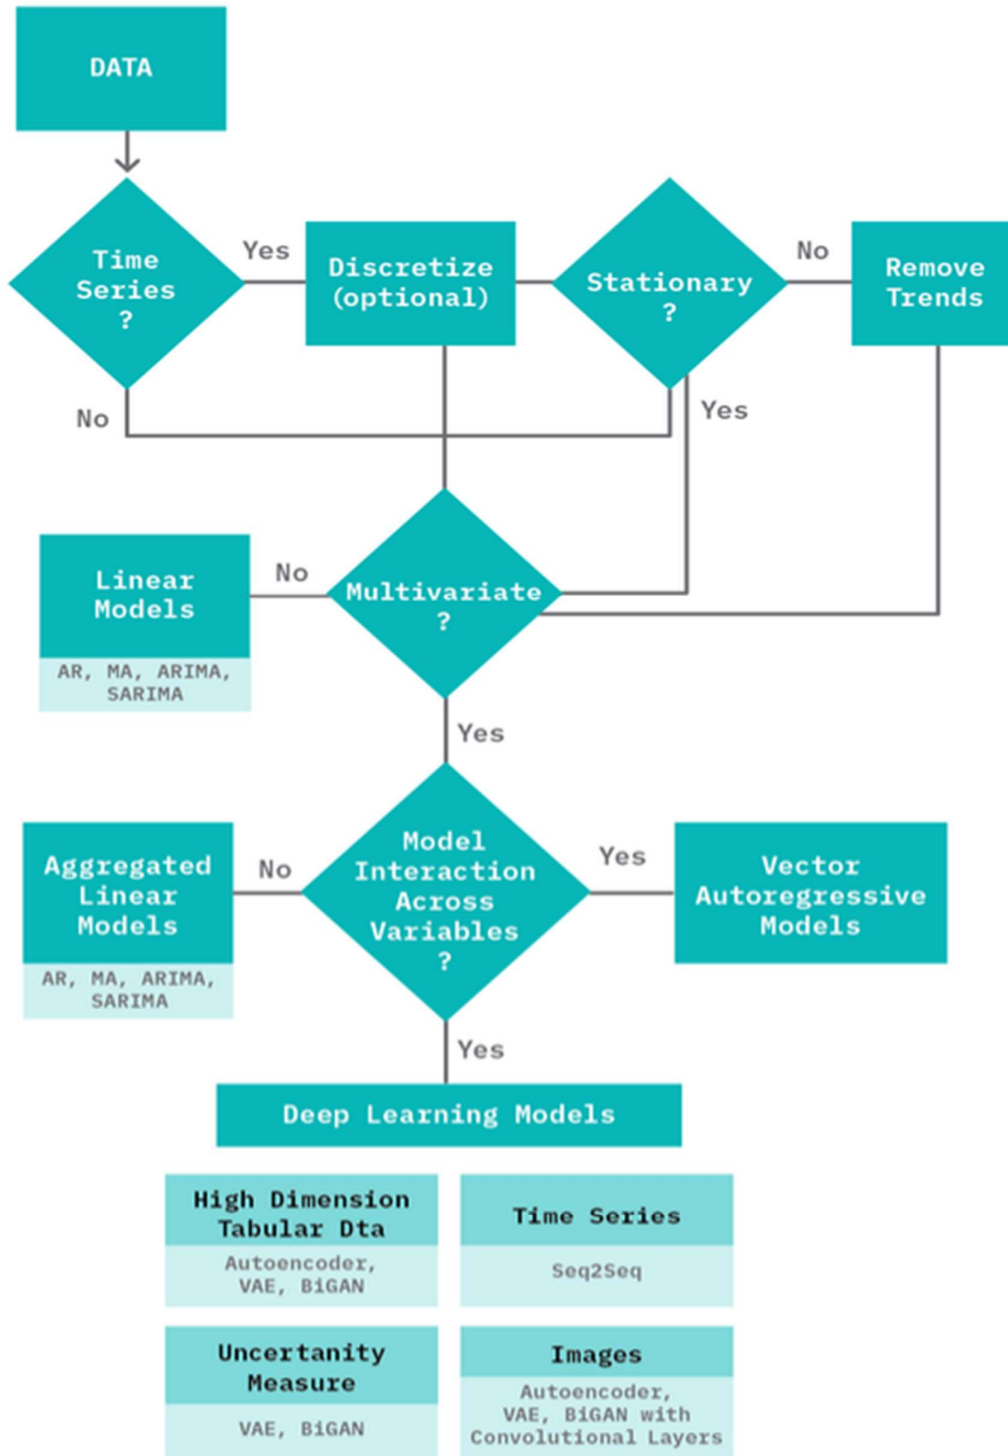 DATA
Time
Series
?
Yes
Discretize
(optional)
Stationary
?
No
Remove
Trends
No
Yes
Linear
Models
AR, MA, ARIMA,
SARIMA
No
Multivariate
?
Yes
Aggregated
Linear
Models
AR, MA, ARIMA,
SARIMA
No
Model
Interaction
Across
Variables
?
Yes
Vector
Autoregressive
Models
Yes
Deep Learning Models
High Dimension
Tabular Dta
Autoencoder,
VAE, BiGAN
Time Series
Seq2Seq
Uncertanity
Measure
VAE, BiGAN
Images
Autoencoder,
VAE, BiGAN with
Convolutional Layers